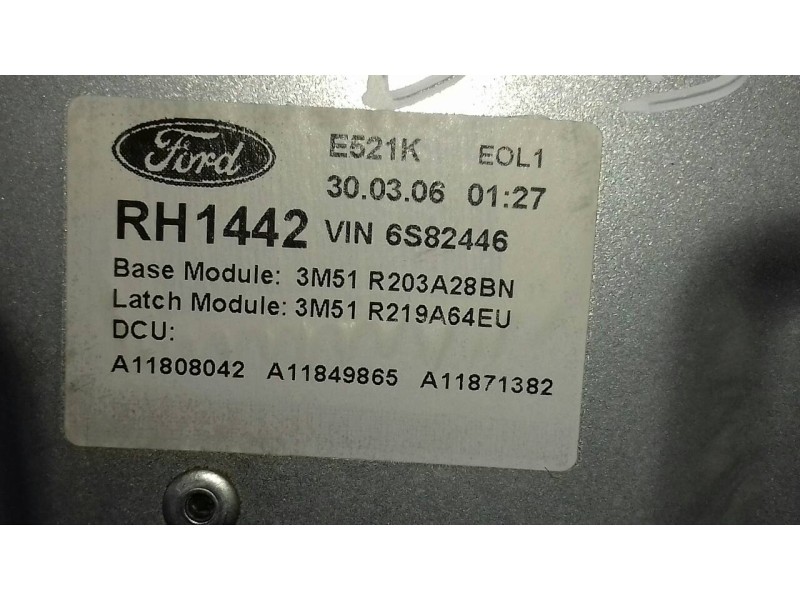 Ford
E521K EOL1
30.03.06 01:27
RH1442 VIN 6S82446
Base Module: 3M51 R203A28BN
Latch Module: 3M51 R219A64EU
DCU:
A11808042 A11849865 A11871382